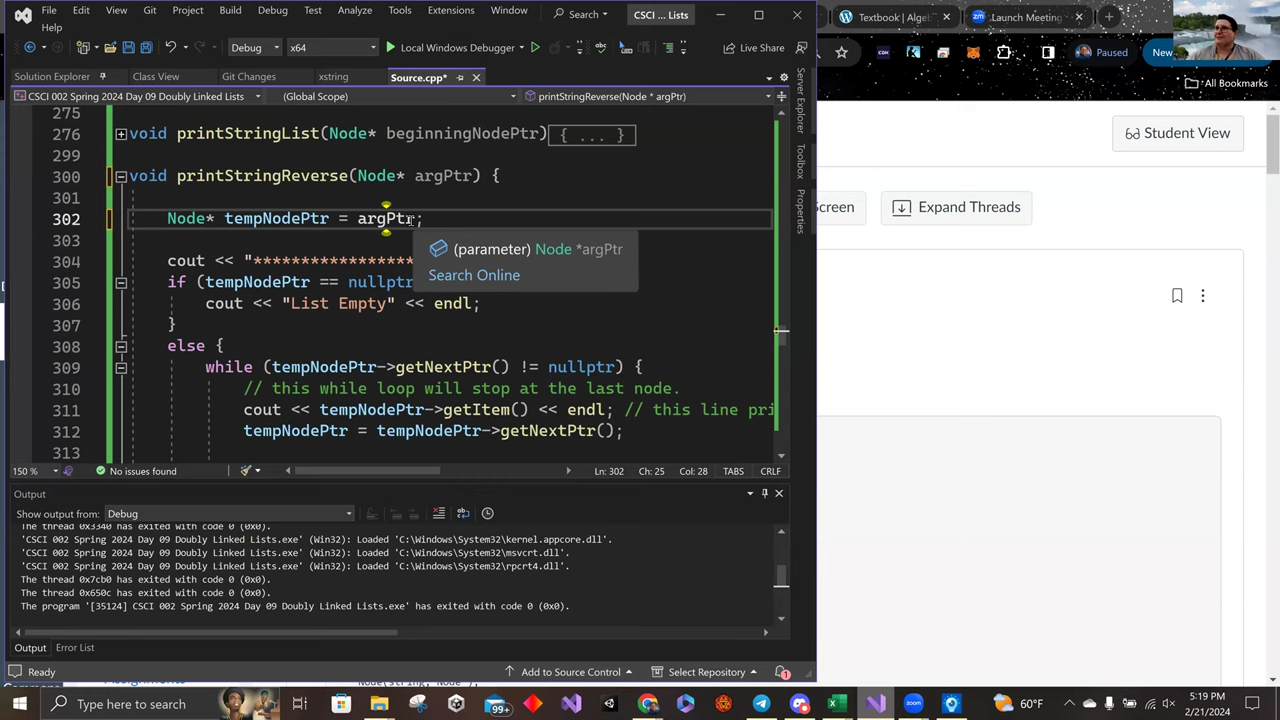 File Edit View Git Project Build Debug Test Analyze Tools Extensions Window Search CSCI ... Lists
Help
Textbook | Alge
Launch Meeting
Debug x64 Local Windows Debugger Live Share
Paused New
All Bookmarks
Solution Explorer Class View Git Changes xstring Source.cpp*
CSCI 002 Spring 2024 Day 09 Doubly Linked Lists (Global Scope) printStringReverse(Node * argPtr)
Server Explorer
Toolbox
Properties
275
276 void printStringList(Node* beginningNodePtr){ ... }
299
300 void printStringReverse(Node* argPtr) {
301
302 Node* tempNodePtr = argPtr;
303
304 cout << "*****************
305 if (tempNodePtr == nullptr
306 cout << "List Empty" << endl;
307 }
308 else {
309 while (tempNodePtr->getNextPtr() != nullptr) {
310 // this while loop will stop at the last node.
311 cout << tempNodePtr->getItem() << endl; // this line pri
312 tempNodePtr = tempNodePtr->getNextPtr();
313
(parameter) Node *argPtr
Search Online
150 % No issues found Ln: 302 Ch: 25 Col: 28 TABS CRLF
Output
Show output from: Debug
The thread 0x3340 has exited with code 0 (0x0).
'CSCI 002 Spring 2024 Day 09 Doubly Linked Lists.exe' (Win32): Loaded 'C:\Windows\System32\kernel.appcore.dll'.
'CSCI 002 Spring 2024 Day 09 Doubly Linked Lists.exe' (Win32): Loaded 'C:\Windows\System32\msvcrt.dll'.
'CSCI 002 Spring 2024 Day 09 Doubly Linked Lists.exe' (Win32): Loaded 'C:\Windows\System32\rpcrt4.dll'.
The thread 0x7cb0 has exited with code 0 (0x0).
The thread 0x750c has exited with code 0 (0x0).
The program '[35124] CSCI 002 Spring 2024 Day 09 Doubly Linked Lists.exe' has exited with code 0 (0x0).
Output Error List
Ready Add to Source Control Select Repository 1
Student View
Screen
Expand Threads
Type here to search
99+
60°F
5:19 PM
2/21/2024